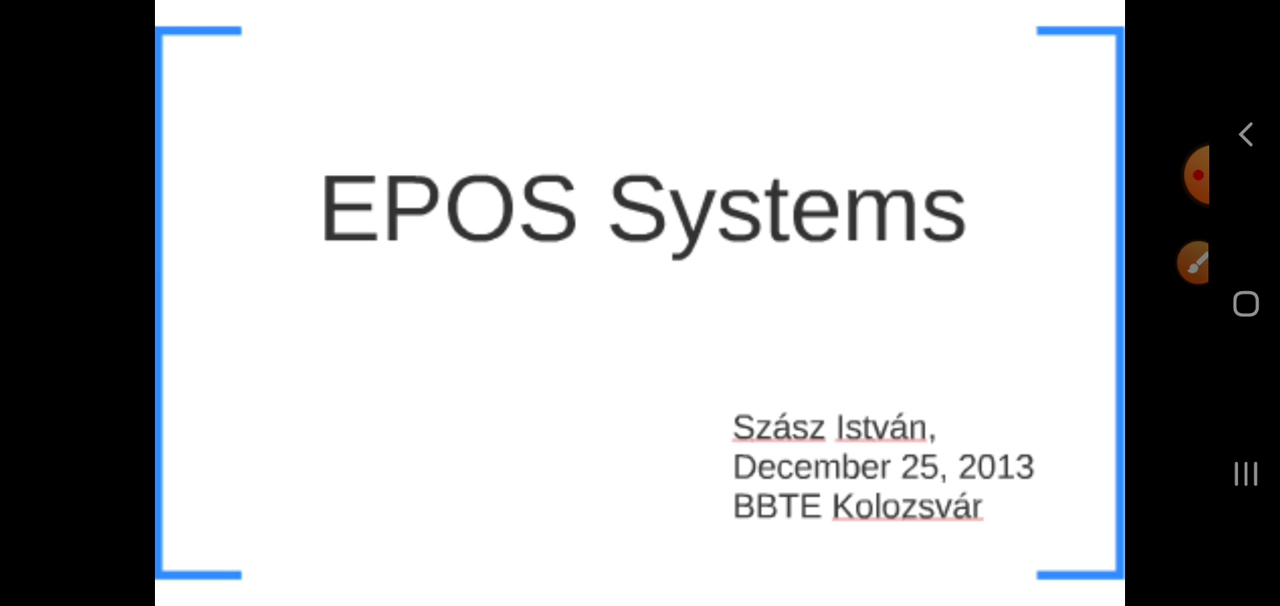 EPOS Systems
Szász István,
December 25, 2013
BBTE Kolozsvár